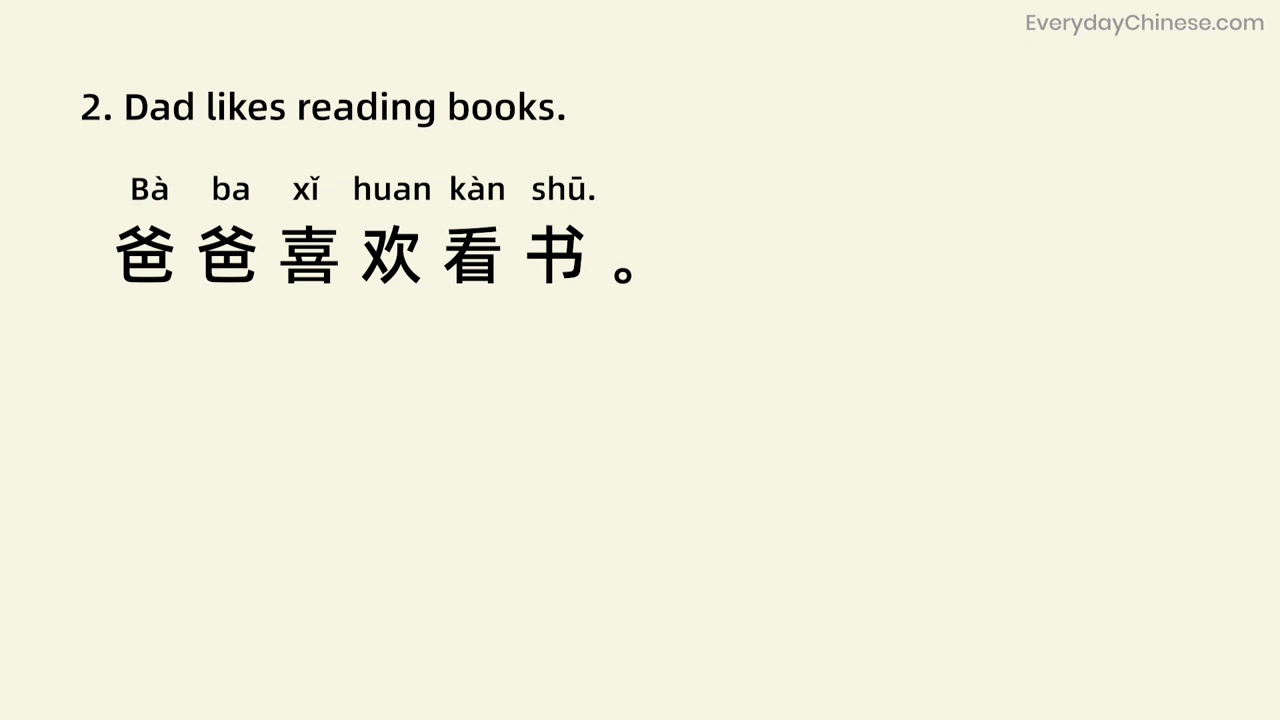 EverydayChinese.com
2. Dad likes reading books.
Bà ba xǐ huan kàn shū.
爸爸喜欢看书。